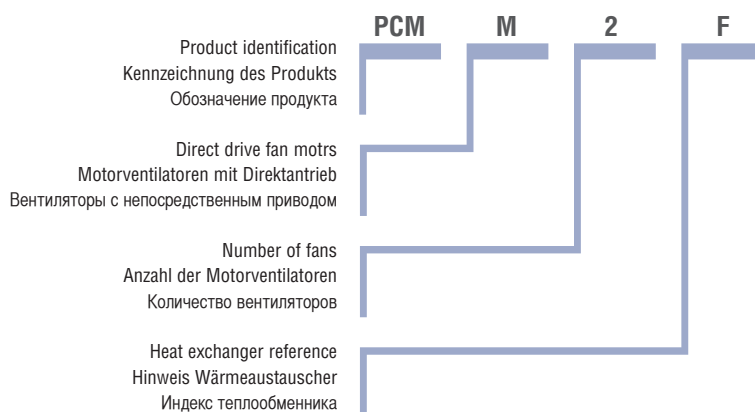 PCM M 2 F
Product identification
Kennzeichnung des Produkts
Обозначение продукта
Direct drive fan motrs
Motorventilatoren mit Direktantrieb
Вентиляторы с непосредственным приводом
Number of fans
Anzahl der Motorventilatoren
Количество вентиляторов
Heat exchanger reference
Hinweis Wärmeaustauscher
Индекс теплообменника